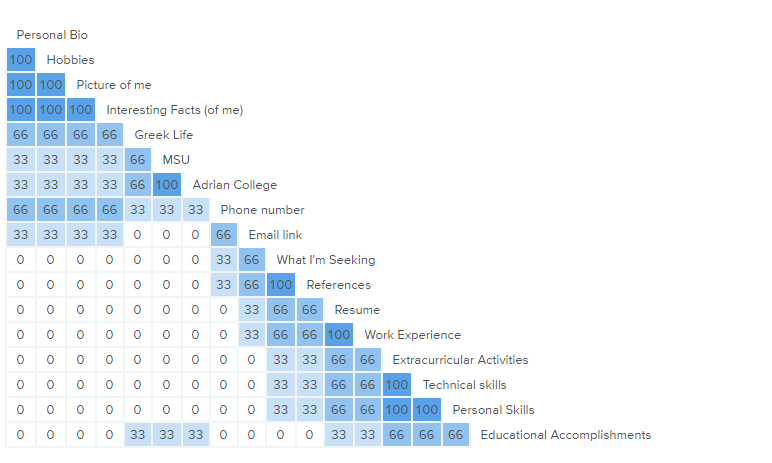 Personal Bio
100 Hobbies
100 100 Picture of me
100 100 100 Interesting Facts (of me)
66 66 66 66 Greek Life
33 33 33 33 66 MSU
33 33 33 33 66 100 Adrian College
66 66 66 66 33 33 33 Phone number
33 33 33 33 0 0 0 66 Email link
0 0 0 0 0 0 0 33 66 What I'm Seeking
0 0 0 0 0 0 0 33 66 100 References
0 0 0 0 0 0 0 0 33 66 66 Resume
0 0 0 0 0 0 0 0 33 66 66 100 Work Experience
0 0 0 0 0 0 0 0 0 33 33 66 66 Extracurricular Activities
0 0 0 0 0 0 0 0 0 33 33 66 66 100 Technical skills
0 0 0 0 0 0 0 0 0 33 33 66 66 100 100 Personal Skills
0 0 0 0 33 33 33 0 0 0 0 33 33 66 66 66 Educational Accomplishments